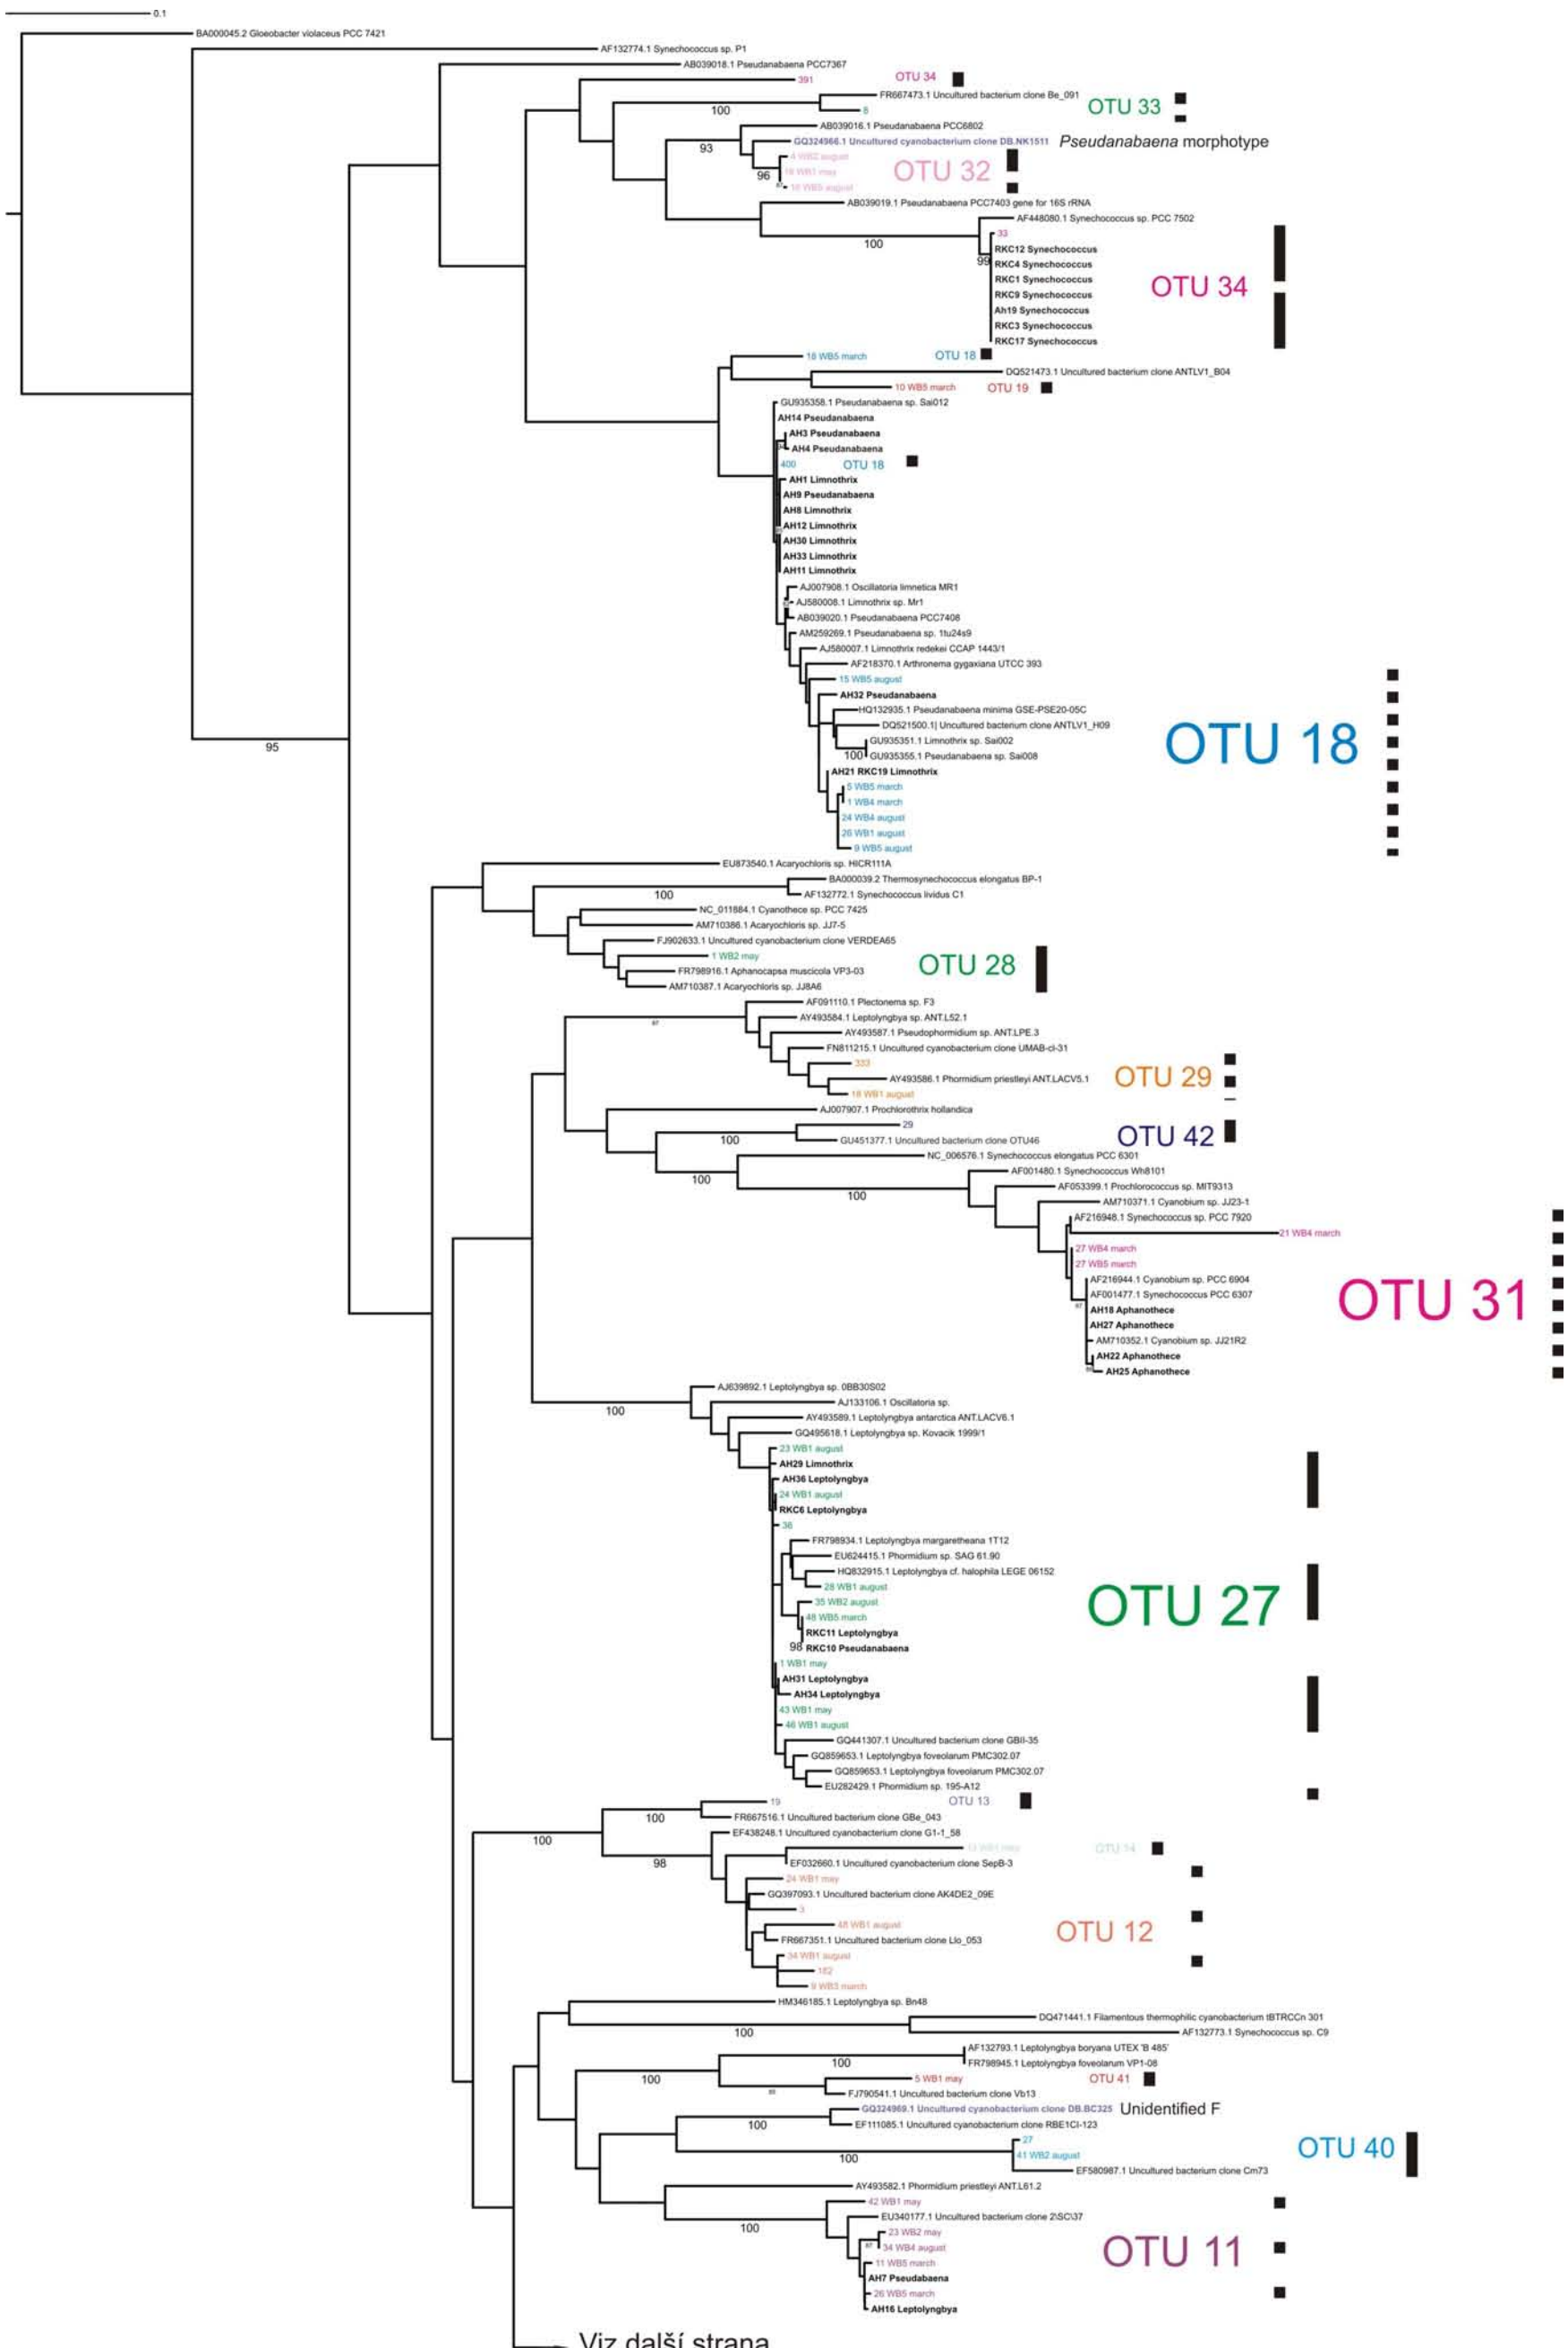 0.1
BA000045.2 Gloeobacter violaceus PCC 7421
AF132774.1 Synechococcus sp. P1
AB039018.1 Pseudanabaena PCC7367
391 OTU 34
FR667473.1 Uncultured bacterium clone Be_091
100 8 OTU 33
AB039016.1 Pseudanabaena PCC6802
93 GQ324966.1 Uncultured cyanobacterium clone DB.NK1511 Pseudanabaena morphotype
4 WB2 august
96 18 WB1 may OTU 32
16 WB5 august
AB039019.1 Pseudanabaena PCC7403 gene for 16S rRNA
AF448080.1 Synechococcus sp. PCC 7502
100 33
RKC12 Synechococcus
99 RKC4 Synechococcus
RKC1 Synechococcus
OTU 34
RKC9 Synechococcus
Ah19 Synechococcus
RKC3 Synechococcus
RKC17 Synechococcus
18 WB5 march OTU 18
DQ521473.1 Uncultured bacterium clone ANTLV1_B04
10 WB5 march OTU 19
GU935358.1 Pseudanabaena sp. Sai012
AH14 Pseudanabaena
AH3 Pseudanabaena
AH4 Pseudanabaena
400 OTU 18
AH1 Limnothrix
AH9 Pseudanabaena
AH8 Limnothrix
AH12 Limnothrix
AH30 Limnothrix
AH33 Limnothrix
AH11 Limnothrix
AJ007908.1 Oscillatoria limnetica MR1
AJ580008.1 Limnothrix sp. Mr1
AB039020.1 Pseudanabaena PCC7408
AM259269.1 Pseudanabaena sp. 1tu24s9
AJ580007.1 Limnothrix redekei CCAP 1443/1
AF218370.1 Arthronema gygaxiana UTCC 393
15 WB5 august
AH32 Pseudanabaena
HQ132935.1 Pseudanabaena minima GSE-PSE20-05C
DQ521500.1| Uncultured bacterium clone ANTLV1_H09
GU935351.1 Limnothrix sp. Sai002
OTU 18
95
100 GU935355.1 Pseudanabaena sp. Sai008
AH21 RKC19 Limnothrix
5 WB5 march
1 WB4 march
24 WB4 august
26 WB1 august
9 WB5 august
EU873540.1 Acaryochloris sp. HICR111A
BA000039.2 Thermosynechococcus elongatus BP-1
100 AF132772.1 Synechococcus lividus C1
NC_011884.1 Cyanothece sp. PCC 7425
AM710386.1 Acaryochloris sp. JJ7-5
FJ902633.1 Uncultured cyanobacterium clone VERDEA65
1 WB2 may
OTU 28
FR798916.1 Aphanocapsa muscicola VP3-03
AM710387.1 Acaryochloris sp. JJ8A6
AF091110.1 Plectonema sp. F3
AY493584.1 Leptolyngbya sp. ANT.L52.1
AY493587.1 Pseudophormidium sp. ANT.LPE.3
FN811215.1 Uncultured cyanobacterium clone UMAB-cl-31
333
AY493586.1 Phormidium priestleyi ANT.LACV5.1 OTU 29
18 WB1 august
AJ007907.1 Prochlorothrix hollandica
29
100 GU451377.1 Uncultured bacterium clone OTU46 OTU 42
NC_006576.1 Synechococcus elongatus PCC 6301
AF001480.1 Synechococcus Wh8101
100
AF053399.1 Prochlorococcus sp. MIT9313
100
AM710371.1 Cyanobium sp. JJ23-1
AF216948.1 Synechococcus sp. PCC 7920
21 WB4 march
27 WB4 march
27 WB5 march
AF216944.1 Cyanobium sp. PCC 6904
AF001477.1 Synechococcus PCC 6307
OTU 31
AH18 Aphanothece
AH27 Aphanothece
AM710352.1 Cyanobium sp. JJ21R2
AH22 Aphanothece
AH25 Aphanothece
AJ639892.1 Leptolyngbya sp. 0BB30S02
AJ133106.1 Oscillatoria sp.
100
AY493589.1 Leptolyngbya antarctica ANT.LACV6.1
GQ495618.1 Leptolyngbya sp. Kovacik 1999/1
23 WB1 august
AH29 Limnothrix
AH36 Leptolyngbya
24 WB1 august
RKC6 Leptolyngbya
36
FR798934.1 Leptolyngbya margaretheana 1T12
EU624415.1 Phormidium sp. SAG 61.90
HQ832915.1 Leptolyngbya cf. halophila LEGE 06152
28 WB1 august
35 WB2 august
OTU 27
48 WB5 march
RKC11 Leptolyngbya
98 RKC10 Pseudanabaena
1 WB1 may
AH31 Leptolyngbya
AH34 Leptolyngbya
43 WB1 may
46 WB1 august
GQ441307.1 Uncultured bacterium clone GBII-35
GQ859653.1 Leptolyngbya foveolarum PMC302.07
GQ859653.1 Leptolyngbya foveolarum PMC302.07
EU282429.1 Phormidium sp. 195-A12
19 OTU 13
100 FR667516.1 Uncultured bacterium clone GBe_043
EF438248.1 Uncultured cyanobacterium clone G1-1_58
100
OTU 14
98 EF032660.1 Uncultured cyanobacterium clone SepB-3
24 WB1 may
GQ397093.1 Uncultured bacterium clone AK4DE2_09E
3
48 WB1 august
OTU 12
FR667351.1 Uncultured bacterium clone Llo_053
34 WB1 august
182
9 WB3 march
HM346185.1 Leptolyngbya sp. Bn48
DQ471441.1 Filamentous thermophilic cyanobacterium tBTRCCn 301
100 AF132773.1 Synechococcus sp. C9
AF132793.1 Leptolyngbya boryana UTEX 'B 485'
100 FR798945.1 Leptolyngbya foveolarum VP1-08
100 5 WB1 may OTU 41
FJ790541.1 Uncultured bacterium clone Vb13
GQ324969.1 Uncultured cyanobacterium clone DB.BC325 Unidentified F
100 EF111085.1 Uncultured cyanobacterium clone RBE1CI-123
27
100 41 WB2 august OTU 40
EF580987.1 Uncultured bacterium clone Cm73
AY493582.1 Phormidium priestleyi ANT.L61.2
42 WB1 may
EU340177.1 Uncultured bacterium clone 2\SC\37
100
23 WB2 may
34 WB4 august
OTU 11
11 WB5 march
AH7 Pseudabaena
26 WB5 march
AH16 Leptolyngbya
Viz další strana